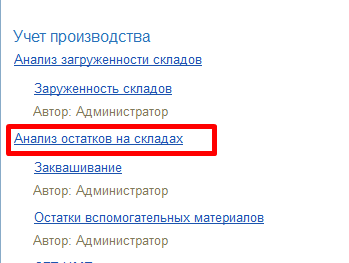 Учет производства
Анализ загруженности складов
Заруженность складов
Автор: Администратор
Анализ остатков на складах
Заквашивание
Автор: Администратор
Остатки вспомогательных материалов
Автор: Администратор